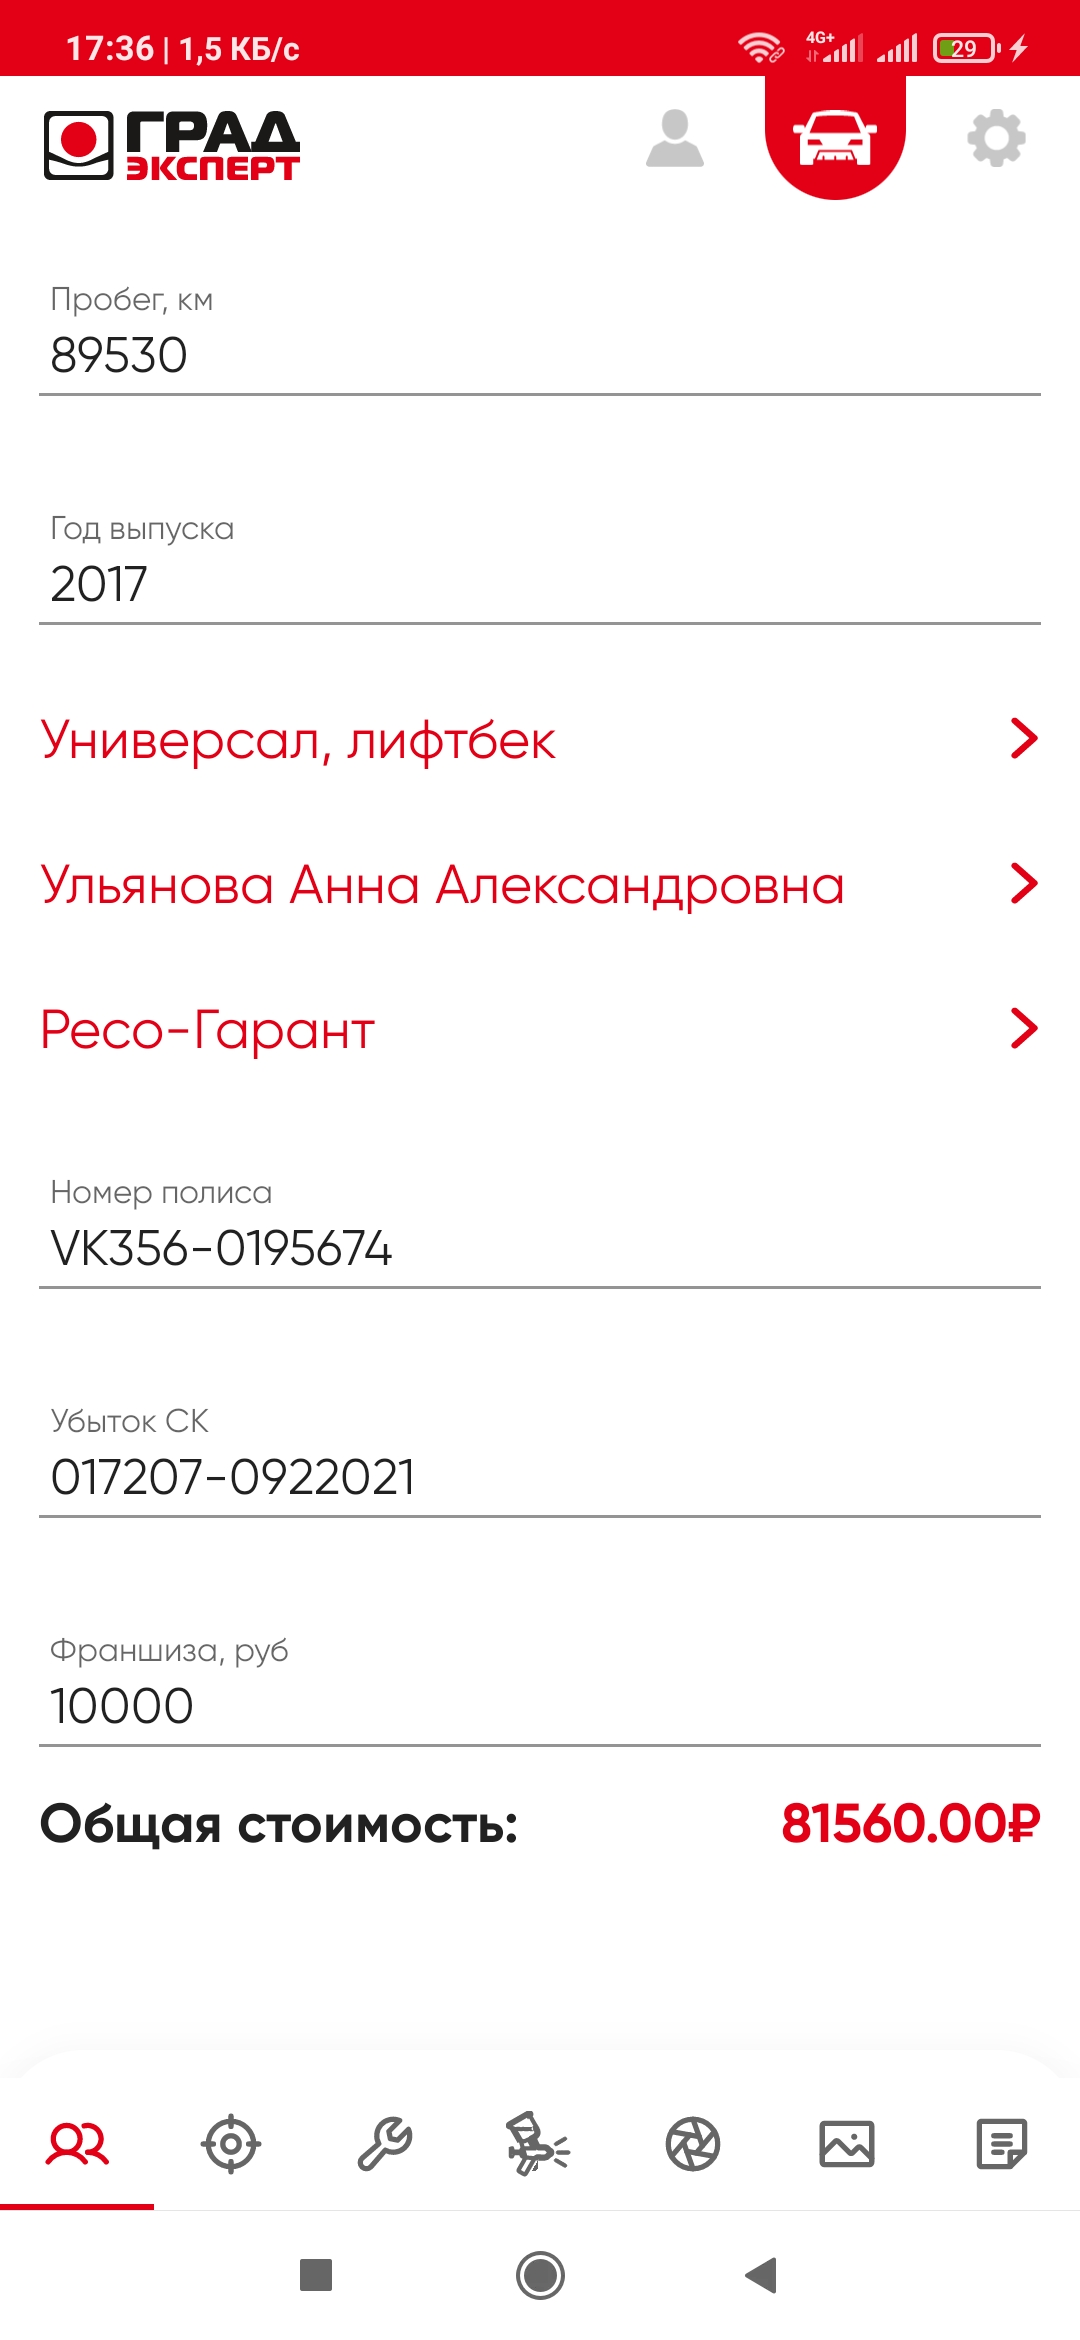 17:36 | 1,5 КБ/с
4G+
29
ГРАД
ЭКСПЕРТ
Пробег, км
89530
Год выпуска
2017
Универсал, лифтбек
Ульянова Анна Александровна
Ресо-Гарант
Номер полиса
VK356-0195674
Убыток СК
017207-0922021
Франшиза, руб
10000
Общая стоимость: 81560.00₽